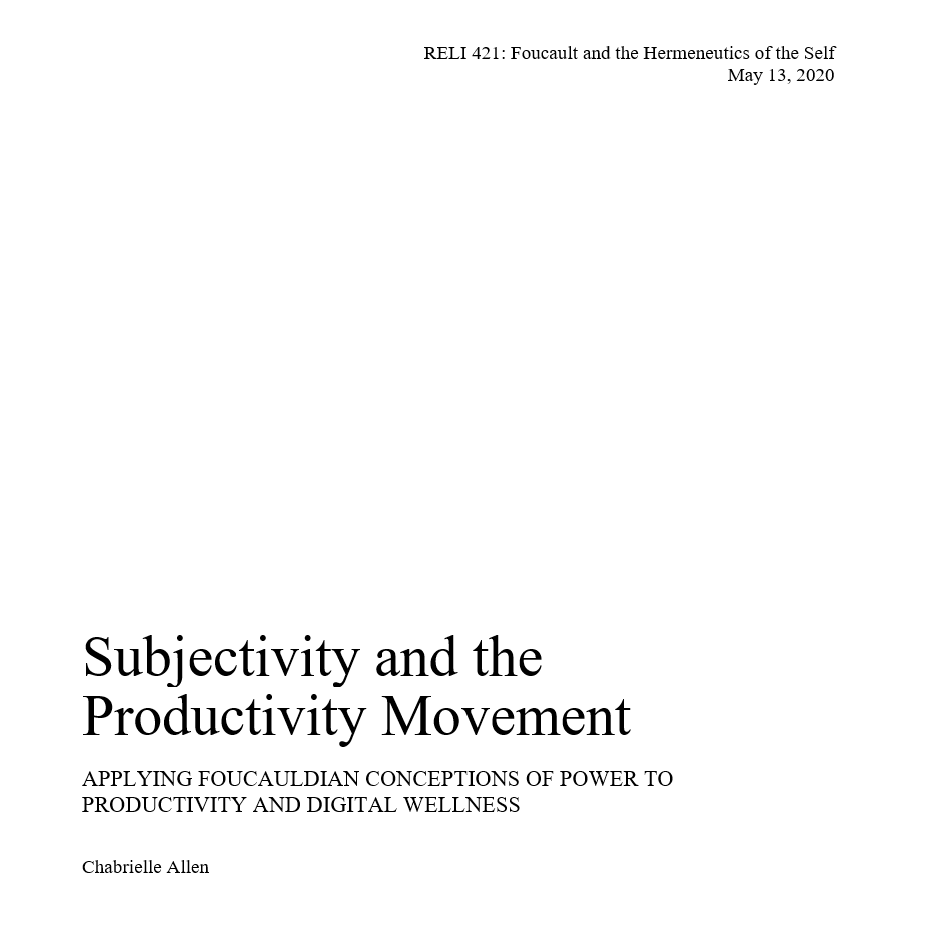 RELI 421: Foucault and the Hermeneutics of the Self
May 13, 2020
Subjectivity and the
Productivity Movement
APPLYING FOUCAULDIAN CONCEPTIONS OF POWER TO
PRODUCTIVITY AND DIGITAL WELLNESS
Chabrielle Allen